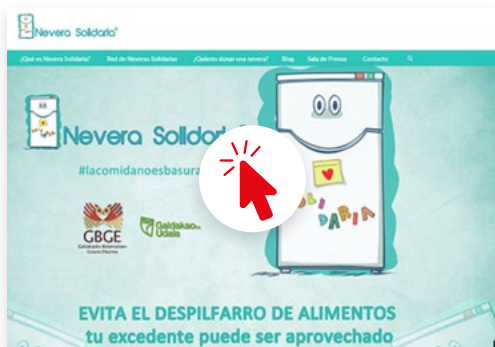 Nevera Solidaria®
¿Qué es Nevera Solidaria? Red de Neveras Solidarias ¿Quieres donar una nevera? Blog Sala de Prensa Contacto
Nevera
#lacomidanoesbasura
SOLI
DARIA
GBGE
Galdakao
Udala
EVITA EL DESPILFARRO DE ALIMENTOS
tu excedente puede ser aprovechado